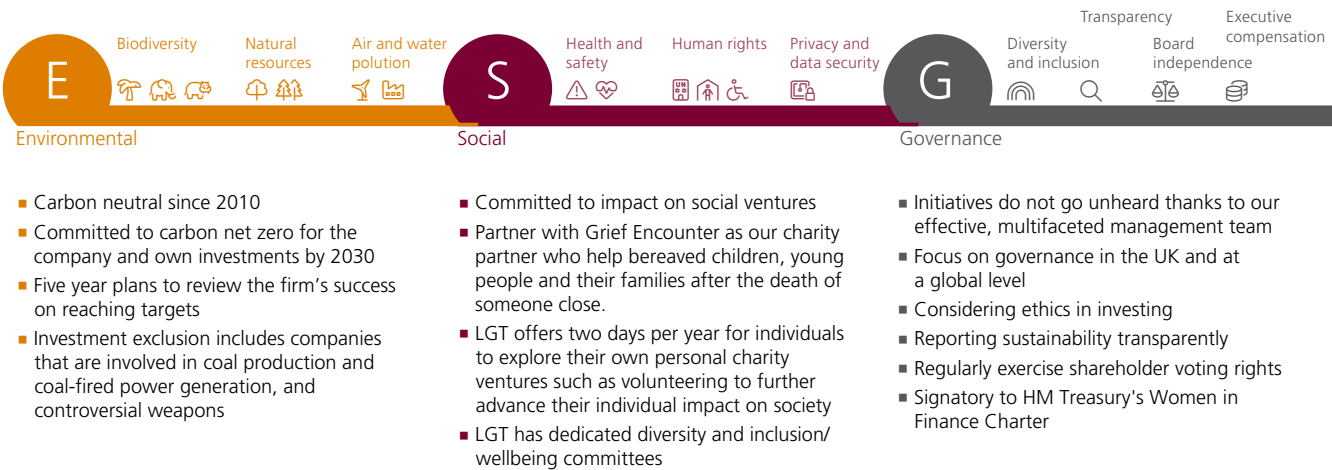 E
Biodiversity
Natural
resources
Air and water
polution
Environmental
Carbon neutral since 2010
Committed to carbon net zero for the
company and own investments by 2030
Five year plans to review the firm's success
on reaching targets
Investment exclusion includes companies
that are involved in coal production and
coal-fired power generation, and
controversial weapons
S
Health and
safety
Human rights
UN
Privacy and
data security
Social
Committed to impact on social ventures
Partner with Grief Encounter as our charity
partner who help bereaved children, young
people and their families after the death of
someone close.
LGT offers two days per year for individuals
to explore their own personal charity
ventures such as volunteering to further
advance their individual impact on society
LGT has dedicated diversity and inclusion/
wellbeing committees
G
Diversity
and inclusion
Transparency
Board
independence
Executive
compensation
Governance
Initiatives do not go unheard thanks to our
effective, multifaceted management team
Focus on governance in the UK and at
a global level
Considering ethics in investing
Reporting sustainability transparently
Regularly exercise shareholder voting rights
Signatory to HM Treasury's Women in
Finance Charter